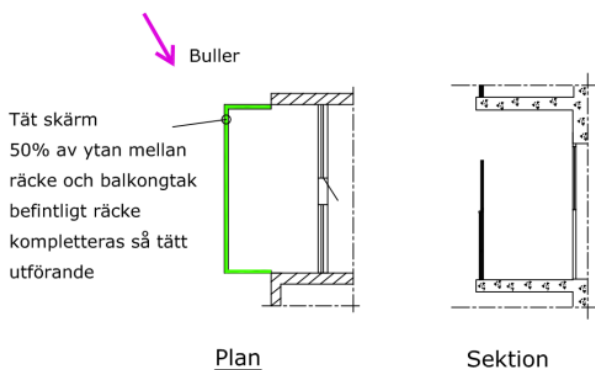 Buller
Tät skärm
50% av ytan mellan
räcke och balkongtak
befintligt räcke
kompletteras så tätt
utförande
Plan
Sektion